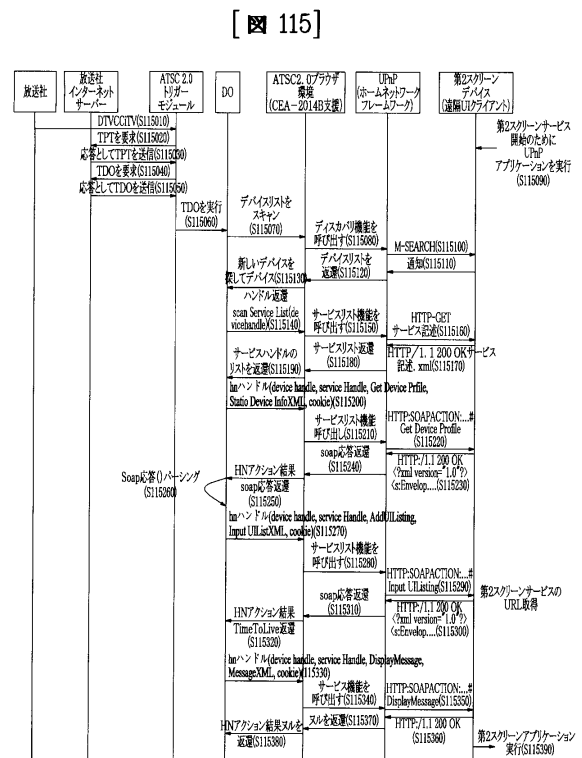 [図 115]
放送社
放送社
インターネット
サーバー
ATSC 2.0
トリガー
モジュール
DO
ATSC2.0ブラウザ
環境
(CEA-2014B支援)
UPnP
(ホームネットワーク
フレームワーク)
第2スクリーン
デバイス
(遠隔UIクライアント)
DTVCCITV(S115010)
TPTを要求(S115020)
応答としてTPTを送信(S115030)
TDOを要求(S115040)
応答としてTDOを送信(S115050)
第2スクリーンサービス
開始のために
UPnP
アプリケーションを実行
(S115090)
TDOを実行
(S115060)
デバイスリストを
スキャン
(S115070)
ディスカバリ機能を
呼び出す(S115080)
M-SEARCH(S115100)
通知(S115110)
デバイスリストを
返還(S115120)
新しいデバイスを
探してデバイス(S115130)
ハンドル返還
scan Service List(de
vicehandle)(S115140)
サービスリスト機能を
呼び出す(S115150)
HTTP-GET
サービス記述(S115160)
HTTP/1. 1 200 OKサービス
記述. xml(S115170)
サービスリスト返還
(S115180)
サービスハンドルの
リストを返還(S115190)
hnハンドル(device handle, service Handle, Get Device Prfile,
Statio Device InfoXML, cookie)(S115200)
サービスリスト機能
呼び出し(S115210)
HTTP:SOAPACTION:...#
Get Device Profile
(S115220)
HTTP:/1.1 200 OK
<?xml version="1.0"?>
<s:Envelop....(S115230)
soap応答返還
(S115240)
HNアクション結果
soap応答返還
(S115250)
Soap応答()パーシング
(S115260)
hnハンドル(device handle, service Handle, AddUIListing,
Input UIListXML, cookie)(S115270)
サービスリスト機能を
呼び出す(S115280)
HTTP:SOAPACTION:...#
Input UIListing(S115290)
第2スクリーンサービスの
URL取得
HTTP:/1.1 200 OK
<?xml version="1.0"?>
<s:Envelop....(S115300)
soap応答返還
(S115310)
HNアクション結果
TimeToLive返還
(S115320)
hnハンドル(device handle, service Handle, DisplayMessage,
MessageXML, cookie)(115330)
サービス機能を
呼び出す(S115340)
HTTP:SOAPACTION:...#
DisplayMessage(S115350)
HTTP:/1.1 200 OK
(S115360)
ヌルを返還(S115370)
HNアクション結果ヌルを
返還(S115380)
第2スクリーンアプリケーション
実行(S115390)